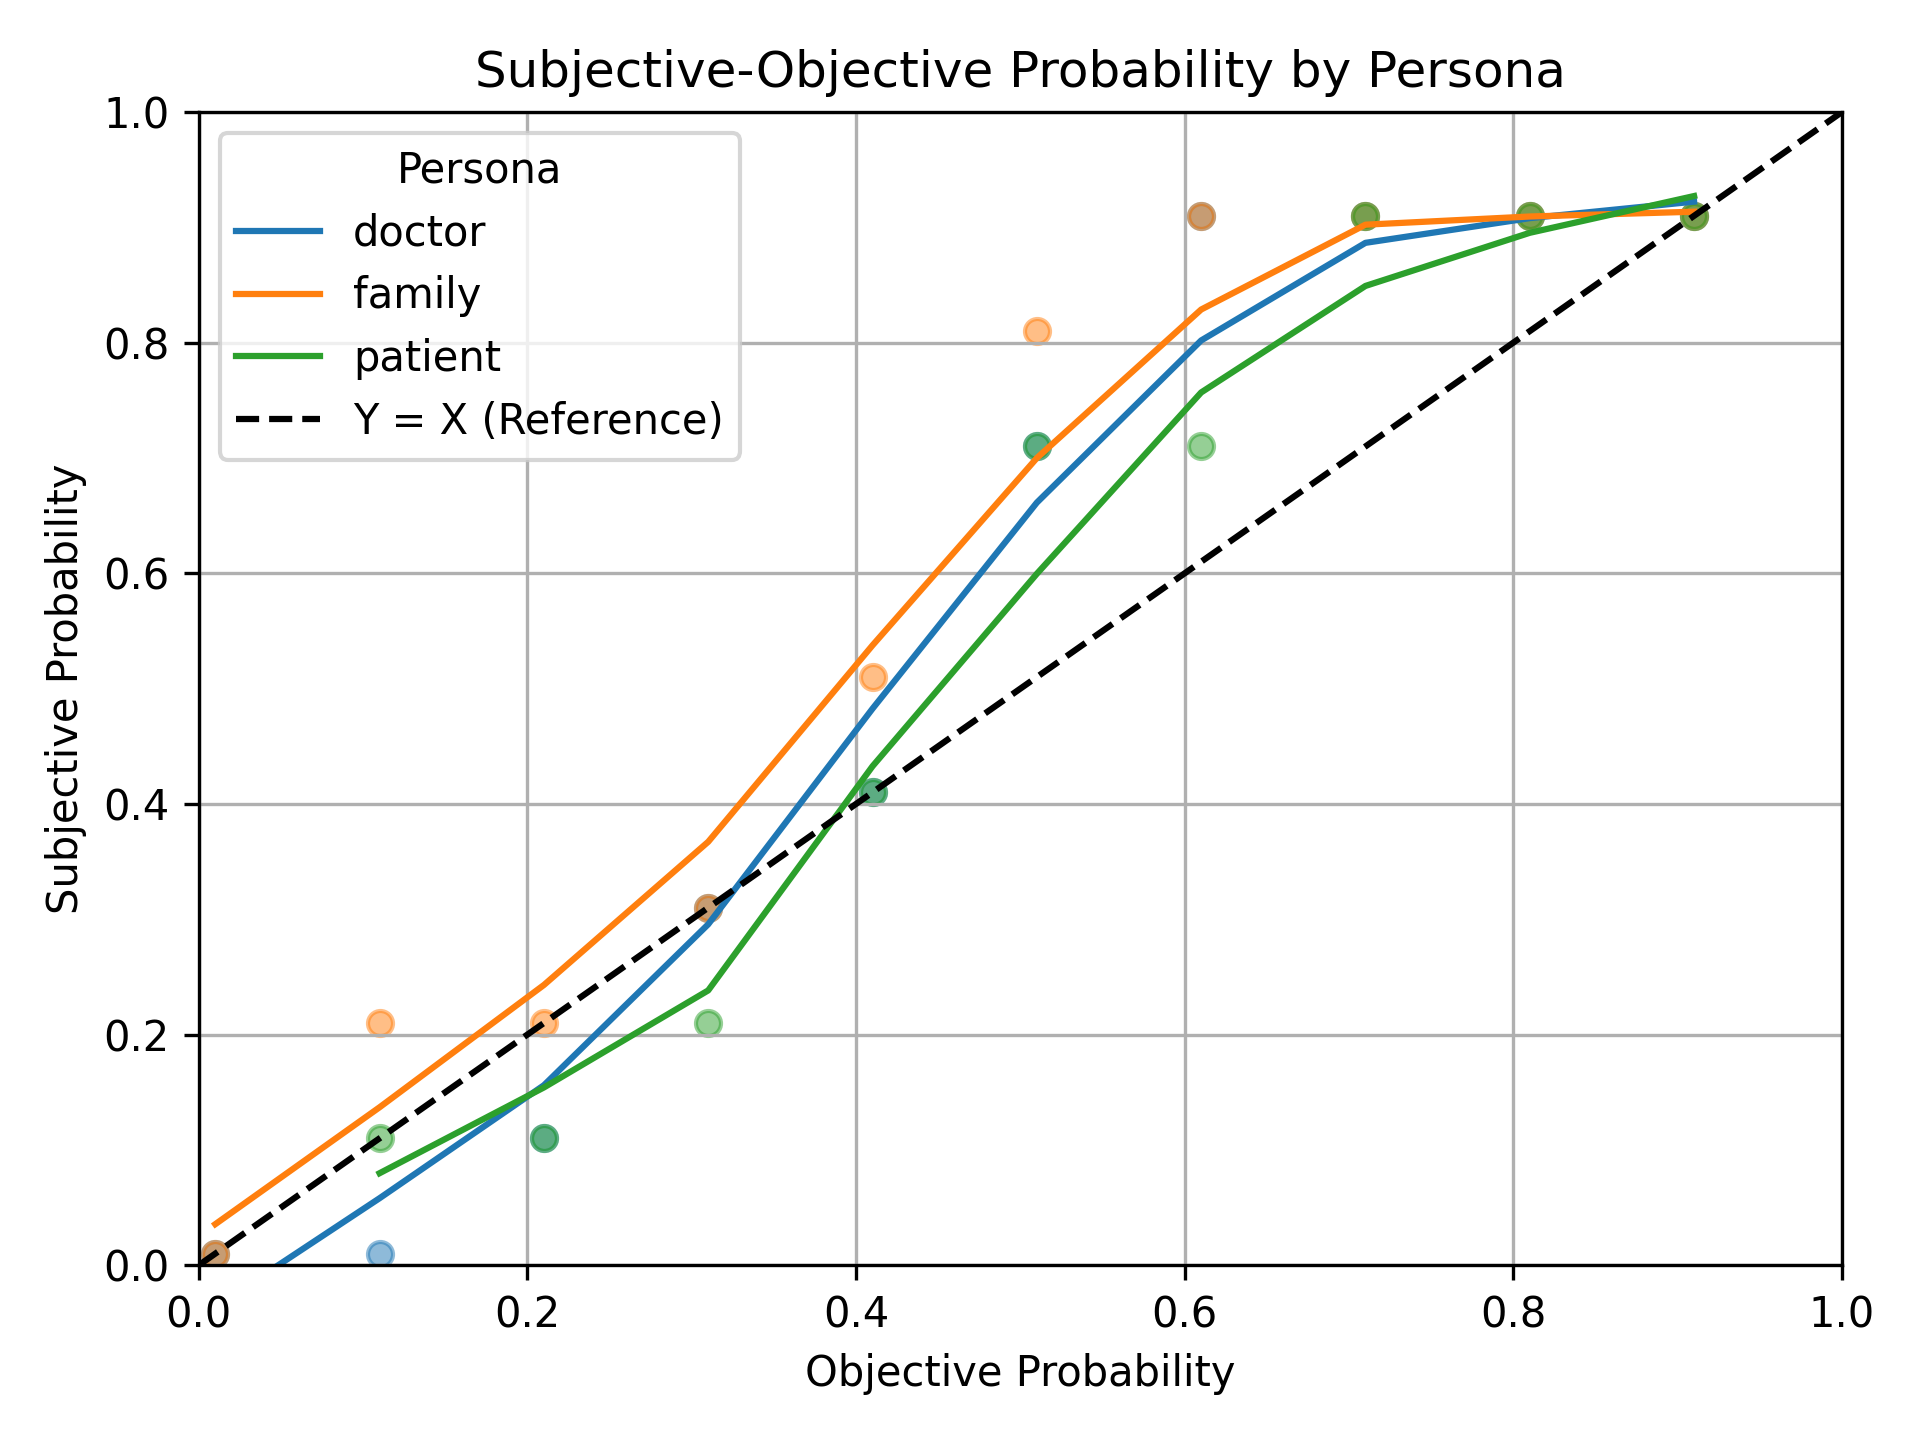 Subjective-Objective Probability by Persona
1.0
0.8
0.6
0.4
0.2
0.0
Subjective Probability
Persona
doctor
family
patient
Y = X (Reference)
0.0 0.2 0.4 0.6 0.8 1.0
Objective Probability